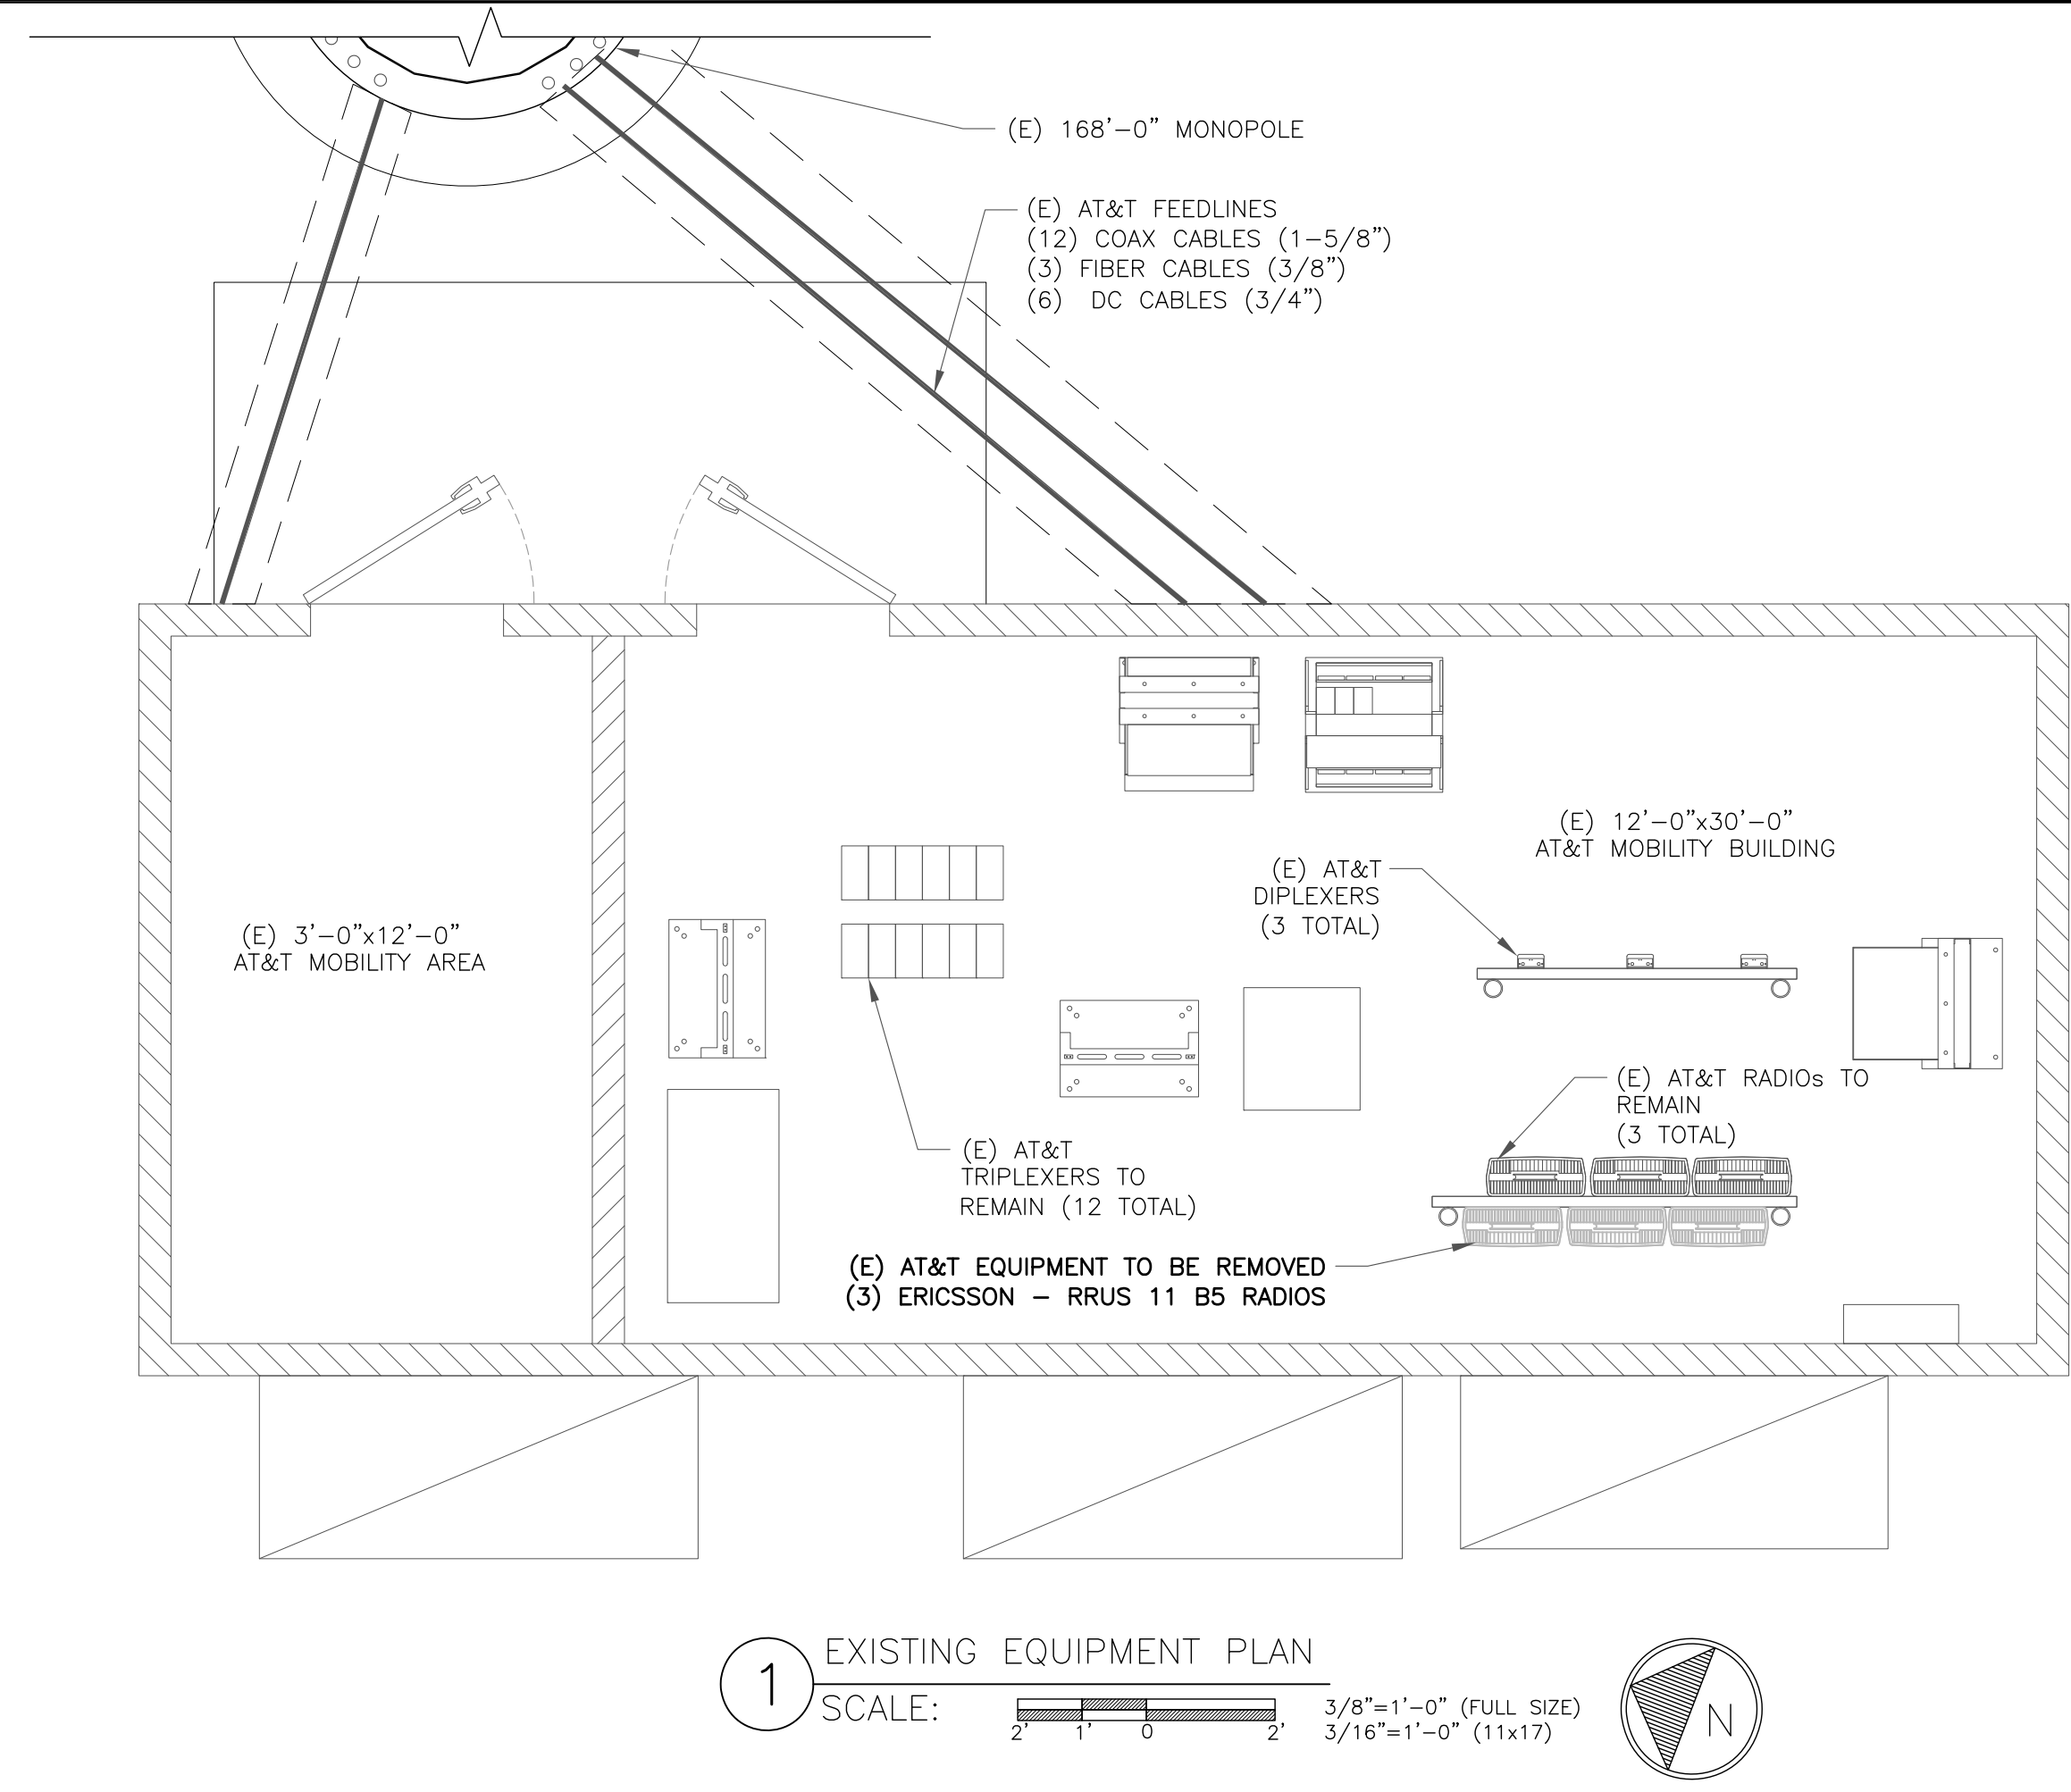 (E) 168'-0" MONOPOLE
(E) AT&T FEEDLINES
(12) COAX CABLES (1-5/8")
(3) FIBER CABLES (3/8")
(6) DC CABLES (3/4")
(E) 12'-0"x30'-0"
AT&T MOBILITY BUILDING
(E) AT&T
DIPLEXERS
(3 TOTAL)
(E) 3'-0"x12'-0"
AT&T MOBILITY AREA
(E) AT&T RADIOs TO
REMAIN
(3 TOTAL)
(E) AT&T
TRIPLEXERS TO
REMAIN (12 TOTAL)
(E) AT&T EQUIPMENT TO BE REMOVED
(3) ERICSSON - RRUS 11 B5 RADIOS
1
EXISTING EQUIPMENT PLAN
SCALE:
2' 1' 0 2'
3/8"=1'-0" (FULL SIZE)
3/16"=1'-0" (11x17)
N